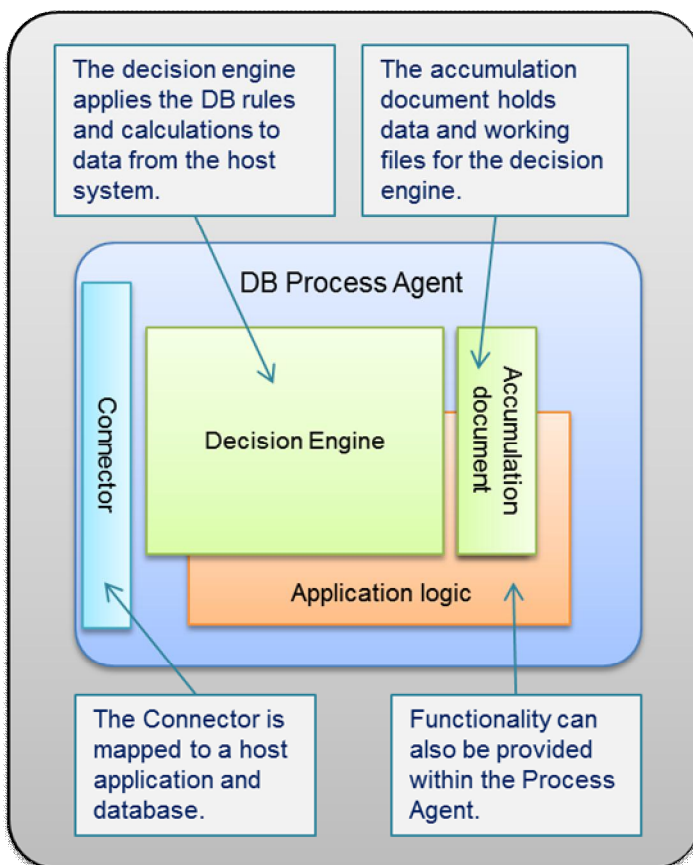 The decision engine
applies the DB rules
and calculations to
data from the host
system.
The accumulation
document holds
data and working
files for the decision
engine.
DB Process Agent
Connector
Decision Engine
Accumulation
document
Application logic
The Connector is
mapped to a host
application and
database.
Functionality can
also be provided
within the Process
Agent.